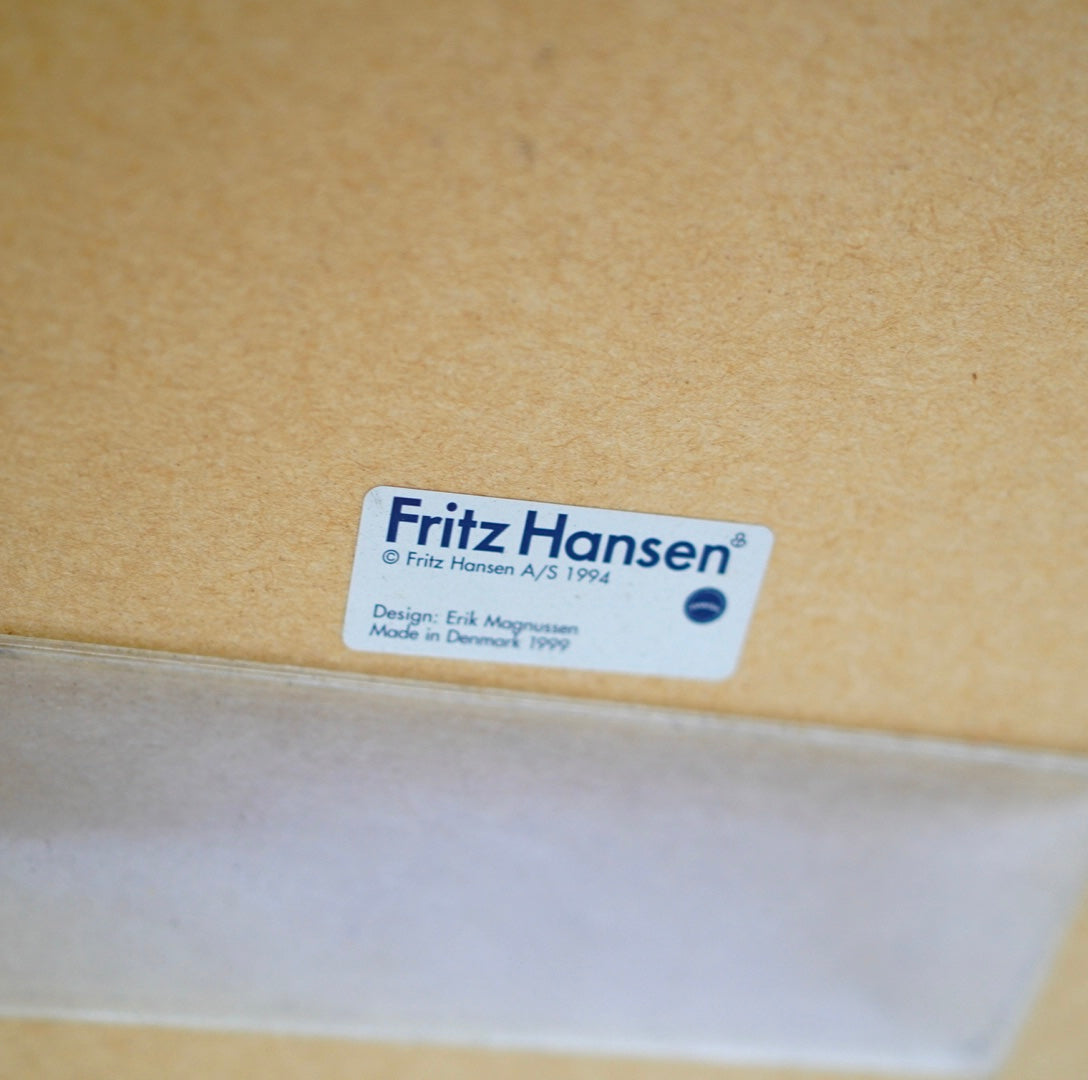 Fritz Hansen
© Fritz Hansen A/S 1994
Design: Erik Magnussen
Made in Denmark 1999